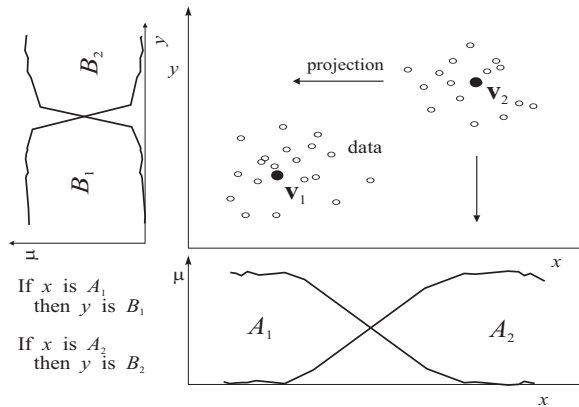 y
B₂
B₁
μ
y
projection
v₂
data
v₁
x
μ
A₁
A₂
x
If x is A₁
then y is B₁
If x is A₂
then y is B₂